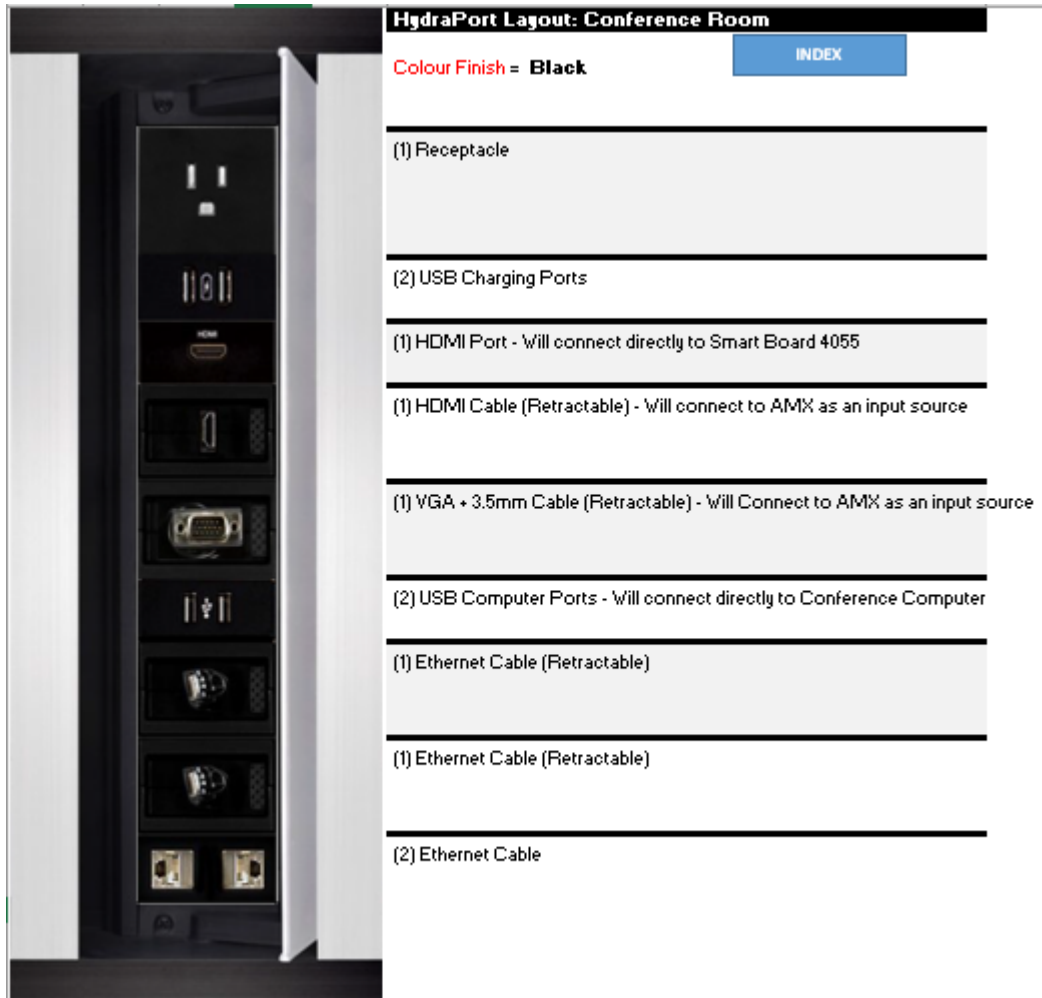 HydraPort Layout: Conference Room
Colour Finish = Black
INDEX
(1) Receptacle
(2) USB Charging Ports
HDMI
(1) HDMI Port - Will connect directly to Smart Board 4055
(1) HDMI Cable (Retractable) - Will connect to AMX as an input source
(1) VGA + 3.5mm Cable (Retractable) - Will Connect to AMX as an input source
(2) USB Computer Ports - Will connect directly to Conference Computer
(1) Ethernet Cable (Retractable)
(1) Ethernet Cable (Retractable)
(2) Ethernet Cable